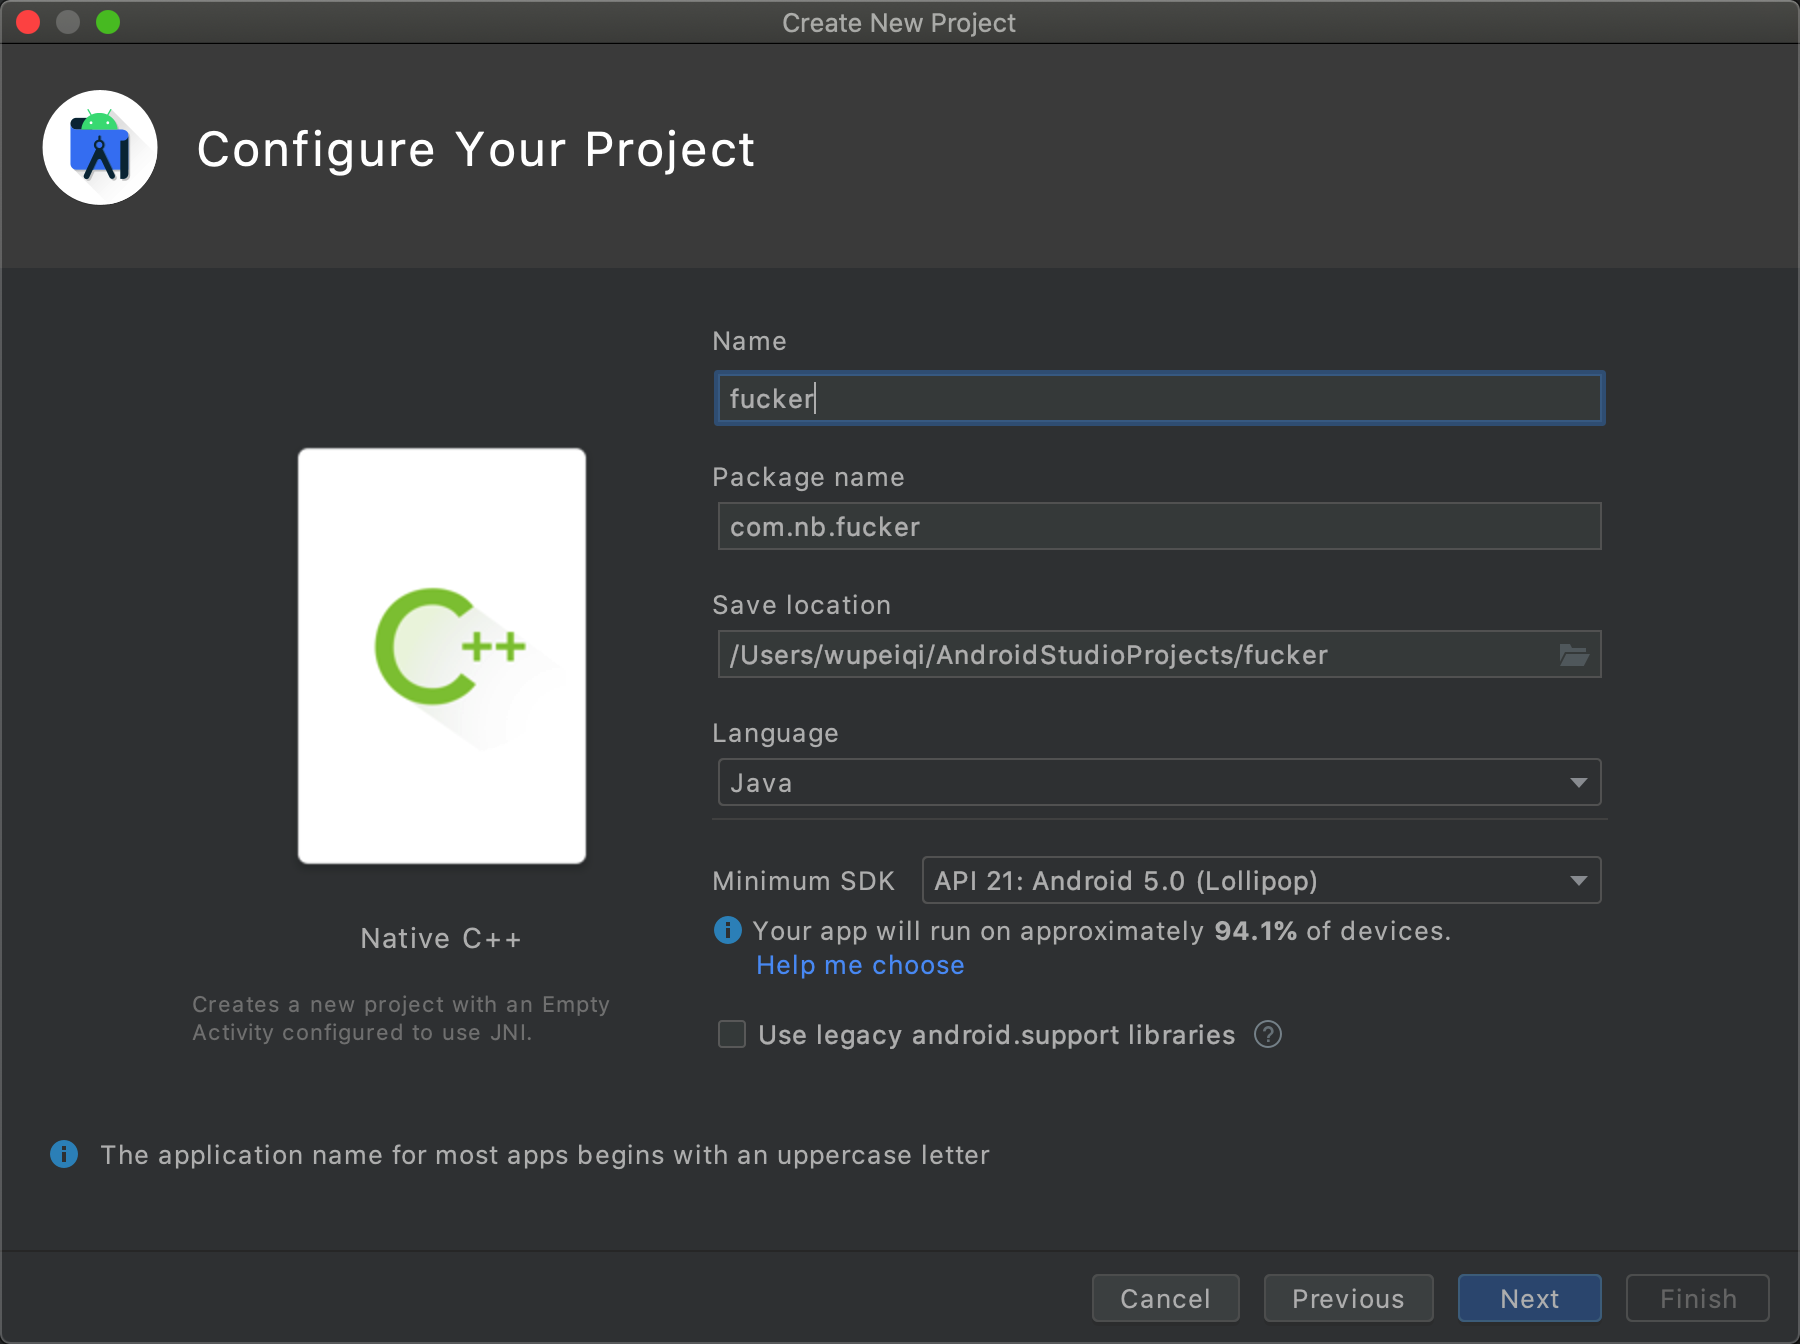 Create New Project
Configure Your Project
Name
fucker
Package name
com.nb.fucker
Save location
/Users/wupeiqi/AndroidStudioProjects/fucker
Language
Java
Minimum SDK API 21: Android 5.0 (Lollipop)
Your app will run on approximately 94.1% of devices.
Help me choose
Use legacy android.support libraries ?
C++
Native C++
Creates a new project with an Empty
Activity configured to use JNI.
The application name for most apps begins with an uppercase letter
Cancel Previous Next Finish